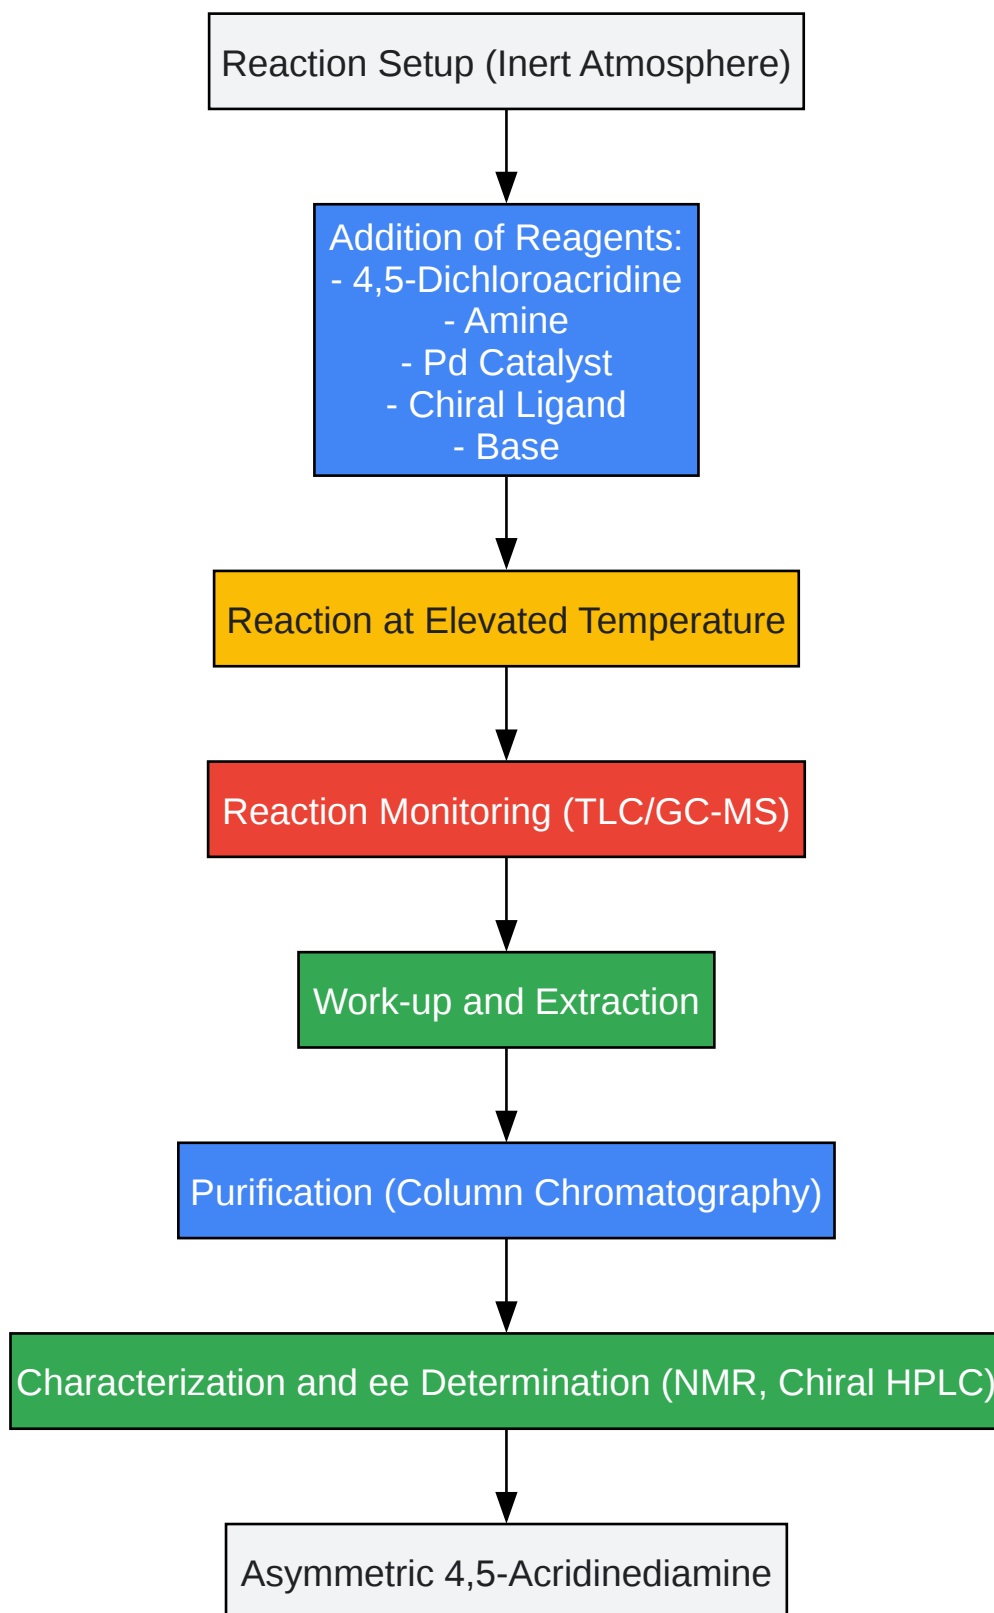 Reaction Setup (Inert Atmosphere)
Addition of Reagents:
- 4,5-Dichloroacridine
- Amine
- Pd Catalyst
- Chiral Ligand
- Base
Reaction at Elevated Temperature
Reaction Monitoring (TLC/GC-MS)
Work-up and Extraction
Purification (Column Chromatography)
Characterization and ee Determination (NMR, Chiral HPLC)
Asymmetric 4,5-Acridinediamine